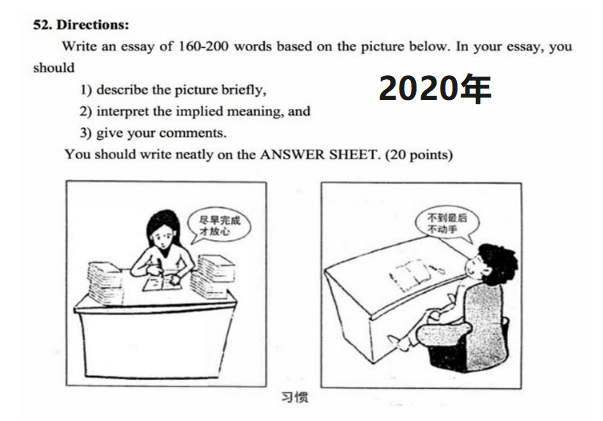 52. Directions:
Write an essay of 160-200 words based on the picture below. In your essay, you
should
1) describe the picture briefly,
2) interpret the implied meaning, and
3) give your comments.
2020年
You should write neatly on the ANSWER SHEET. (20 points)
尽早完成
才放心
不到最后
不动手
习惯